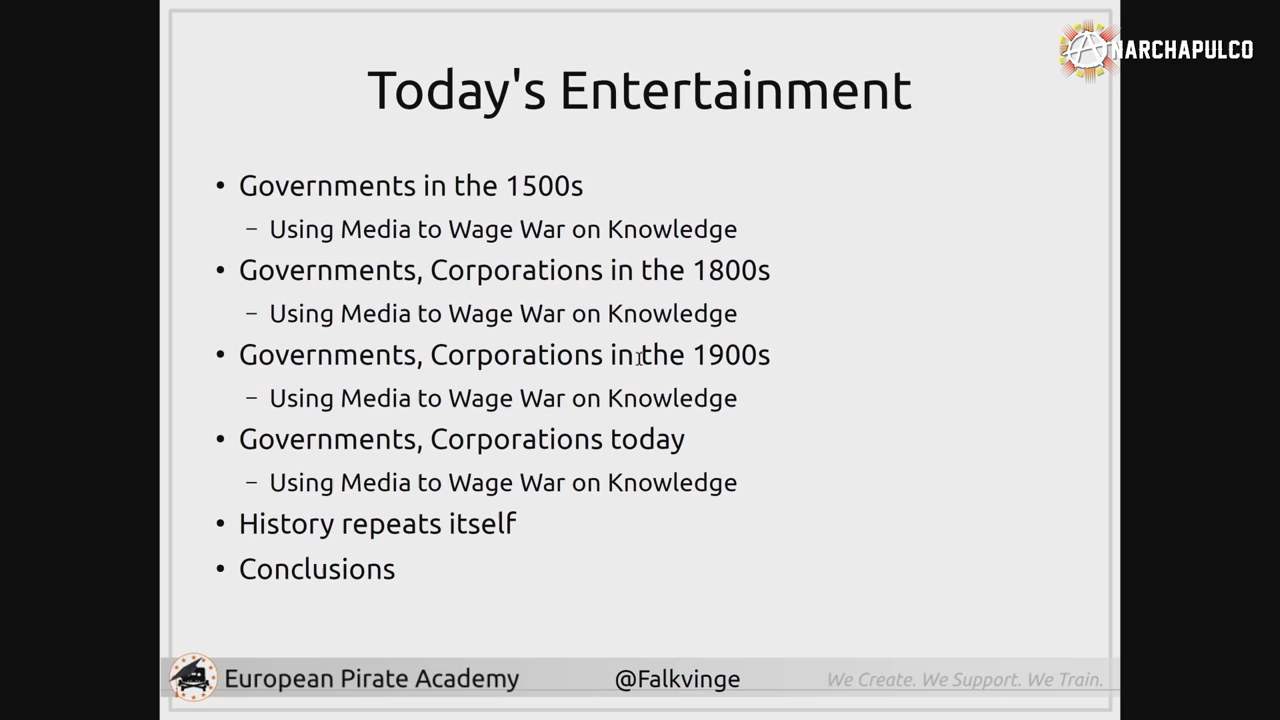 ANARCHAPULCO
Today's Entertainment
• Governments in the 1500s
– Using Media to Wage War on Knowledge
• Governments, Corporations in the 1800s
– Using Media to Wage War on Knowledge
• Governments, Corporations in the 1900s
– Using Media to Wage War on Knowledge
• Governments, Corporations today
– Using Media to Wage War on Knowledge
• History repeats itself
• Conclusions
European Pirate Academy @Falkvinge We Create. We Support. We Train.